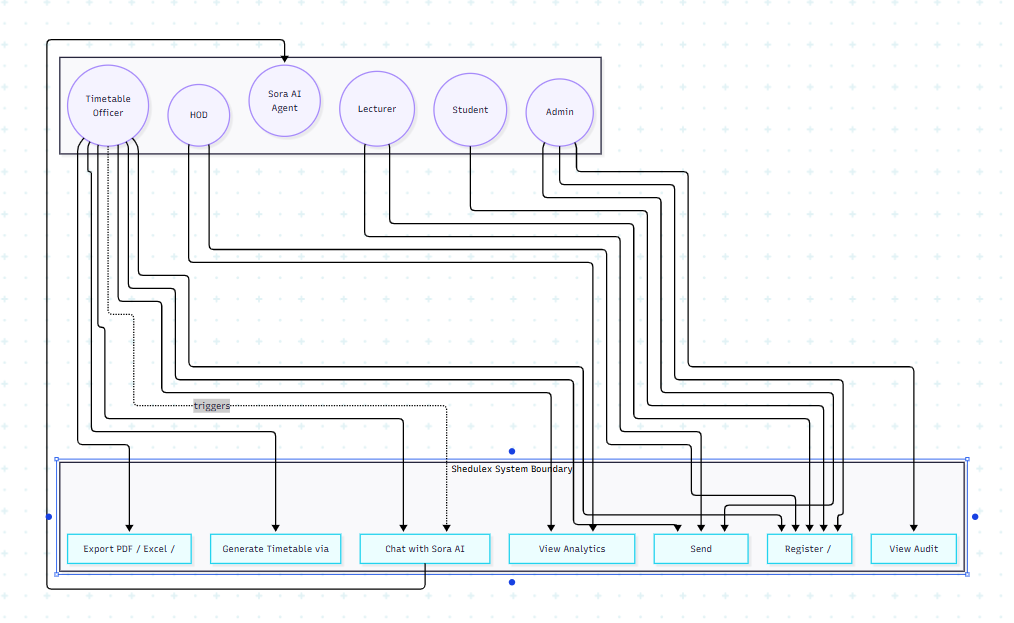 Timetable
Officer
HOD
Sora AI
Agent
Lecturer
Student
Admin
triggers
Shedulex System Boundary
Export PDF / Excel /
Generate Timetable via
Chat with Sora AI
View Analytics
Send
Register /
View Audit